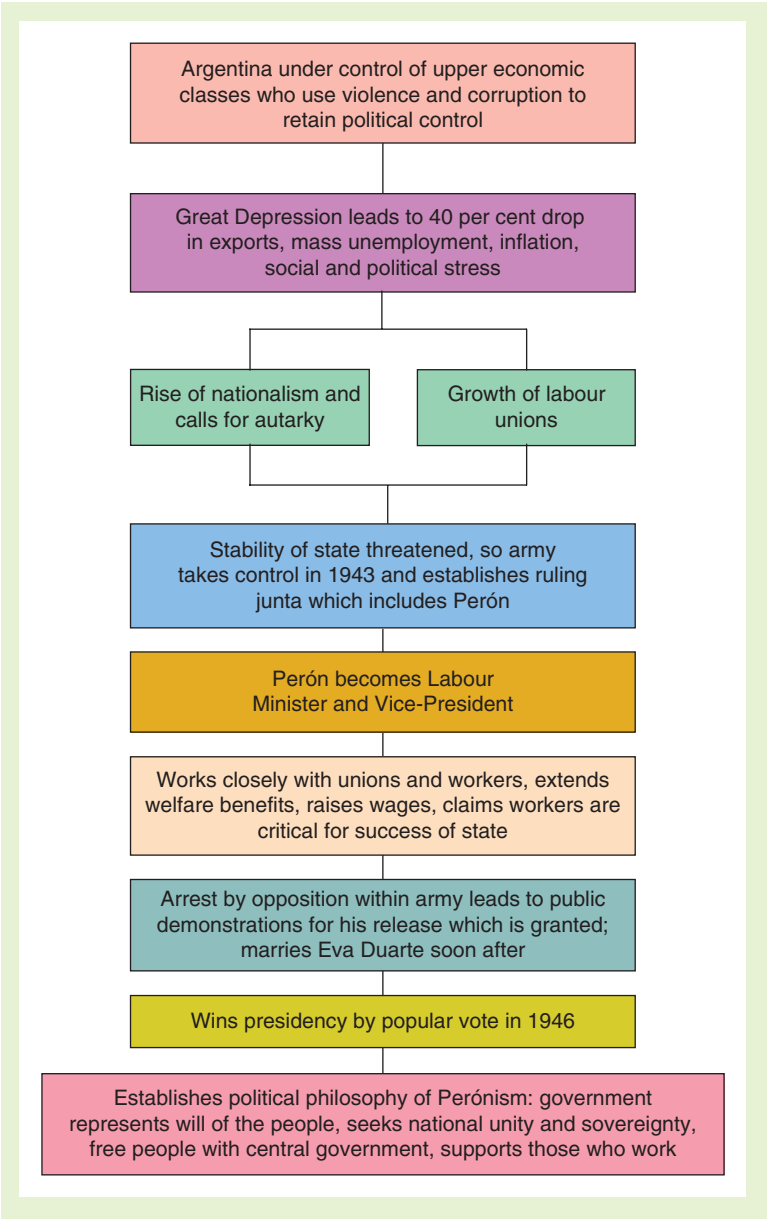 Argentina under control of upper economic
classes who use violence and corruption to
retain political control
Great Depression leads to 40 per cent drop
in exports, mass unemployment, inflation,
social and political stress
Rise of nationalism and
calls for autarky
Growth of labour
unions
Stability of state threatened, so army
takes control in 1943 and establishes ruling
junta which includes Perón
Perón becomes Labour
Minister and Vice-President
Works closely with unions and workers, extends
welfare benefits, raises wages, claims workers are
critical for success of state
Arrest by opposition within army leads to public
demonstrations for his release which is granted;
marries Eva Duarte soon after
Wins presidency by popular vote in 1946
Establishes political philosophy of Perónism: government
represents will of the people, seeks national unity and sovereignty,
free people with central government, supports those who work